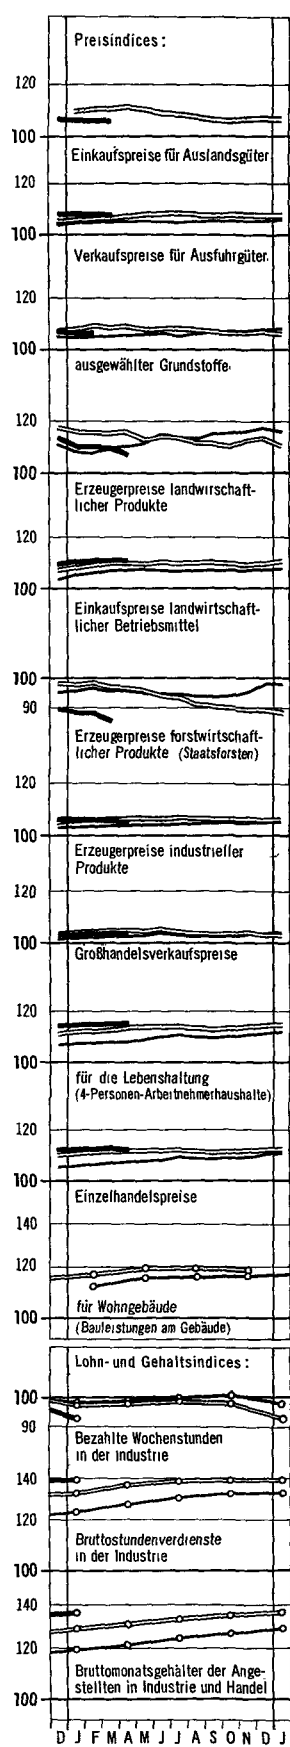 Preisindices:
120
100
Einkaufspreise für Auslandsgüter
120
100
Verkaufspreise für Ausfuhrgüter
120
100
ausgewählter Grundstoffe
120
100
Erzeugerpreise landwirschaft-
licher Produkte
120
100
Einkaufspreise landwirtschaft-
licher Betriebsmittel
100
90
Erzeugerpreise forstwirtschaft-
licher Produkte (Staatsforsten)
120
100
Erzeugerpreise industrieller
Produkte
120
100
Großhandelsverkaufspreise
120
100
für die Lebenshaltung
(4-Personen-Arbeitnehmerhaushalte)
120
100
Einzelhandelspreise
140
120
100
für Wohngebäude
(Bauleistungen am Gebäude)
Lohn- und Gehaltsindices:
100
90
Bezahlte Wochenstunden
in der Industrie
140
120
Bruttostundenverdienste
in der Industrie
100
140
120
Bruttomonatsgehälter der Ange-
stellten in Industrie und Handel
100
D J F M A M J J A S O N D J